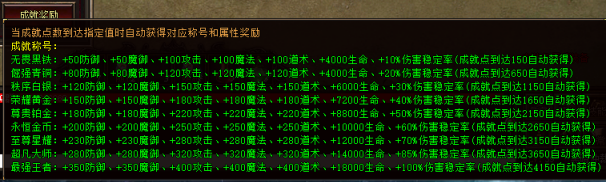 成就奖励
当成就点数到达指定值时自动获得对应称号和属性奖励
成就称号:
无畏黑铁: +50防御、+50魔御、+100攻击、+100魔法、+100道术、+4000生命、+10%伤害稳定率(成就点到达150自动获得)
倔强青铜: +80防御、+80魔御、+120攻击、+120魔法、+120道术、+4000生命、+20%伤害稳定率(成就点到达650自动获得)
秩序白银: +120防御、+120魔御、+150攻击、+150魔法、+150道术、+6000生命、+30%伤害稳定率(成就点到达1150自动获得)
荣耀黄金: +150防御、+150魔御、+180攻击、+180魔法、+180道术、+7200生命、+40%伤害稳定率(成就点到达1650自动获得)
尊贵铂金: +180防御、+180魔御、+220攻击、+220魔法、+220道术、+8800生命、+50%伤害稳定率(成就点到达2150自动获得)
永恒金币: +200防御、+200魔御、+250攻击、+250魔法、+250道术、+10000生命、+60%伤害稳定率(成就点到达2650自动获得)
至尊星耀: +230防御、+230魔御、+280攻击、+280魔法、+280道术、+12000生命、+70%伤害稳定率(成就点到达3150自动获得)
超凡大师: +280防御、+280魔御、+320攻击、+320魔法、+320道术、+14000生命、+85%伤害稳定率(成就点到达3650自动获得)
最强王者: +350防御、+350魔御、+400攻击、+400魔法、+400道术、+18000生命、+100%伤害稳定率(成就点到达4150自动获得)